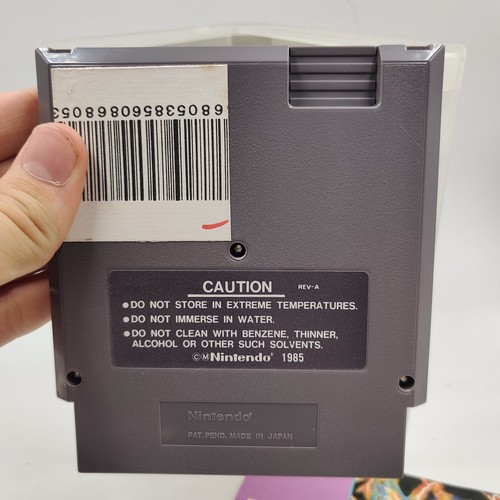 CAUTION REV-A
●DO NOT STORE IN EXTREME TEMPERATURES.
●DO NOT IMMERSE IN WATER.
●DO NOT CLEAN WITH BENZENE, THINNER,
ALCOHOL OR OTHER SUCH SOLVENTS.
©ⓂNintendo® 1985
Nintendo®
PAT. PEND. MADE IN JAPAN